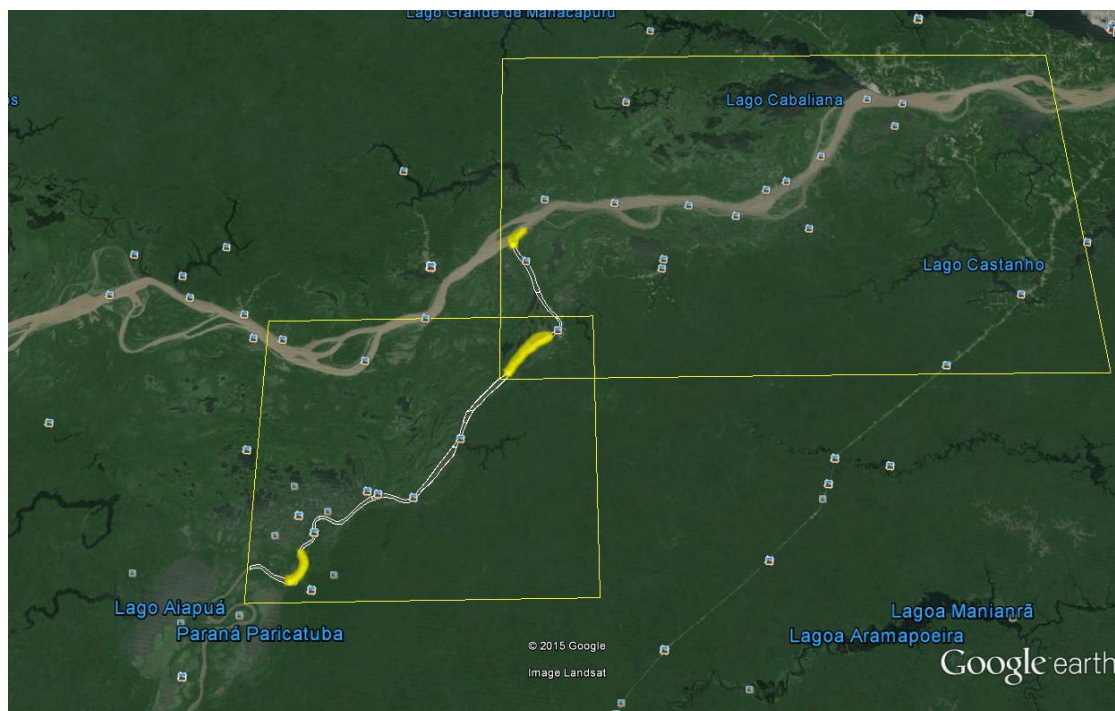 Lago Grande de Manacapuru
os
Lago Cabaliana
Lago Castanho
Lago Aiapuá
Paraná Paricatuba
Lagoa Manianrã
Lagoa Aramapoeira
© 2015 Google
Image Landsat
Google earth